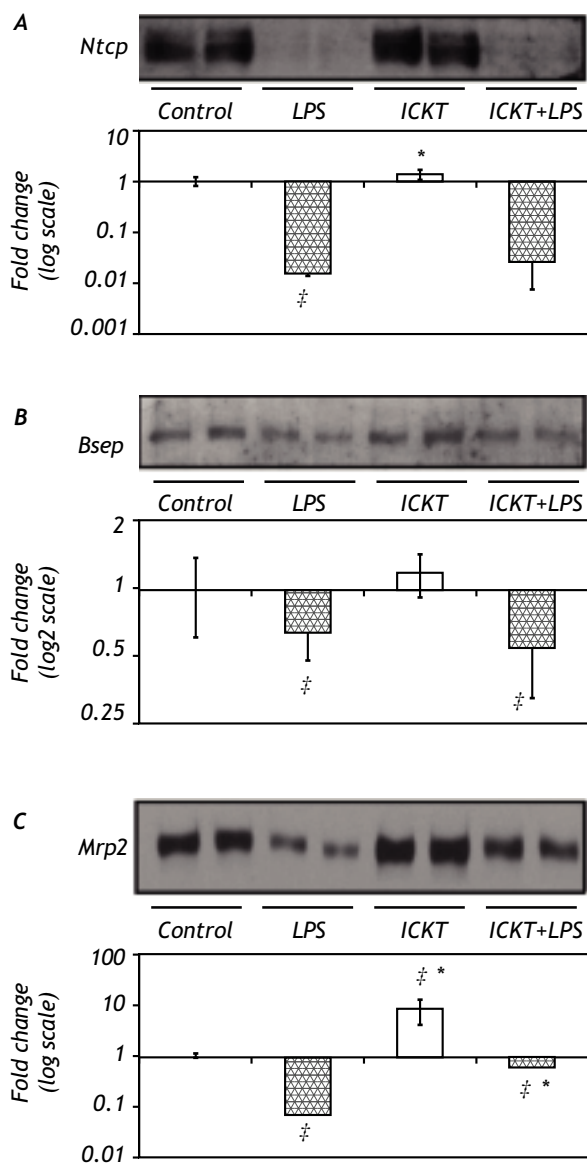 A
Ntcp
Control LPS ICKT ICKT+LPS
Fold change
(log scale)
10
1
0.1
0.01
0.001
*
‡
B
Bsep
Control LPS ICKT ICKT+LPS
Fold change
(log2 scale)
2
1
0.5
0.25
‡
‡
C
Mrp2
Control LPS ICKT ICKT+LPS
Fold change
(log scale)
100
10
1
0.1
0.01
‡ *
‡
‡ *